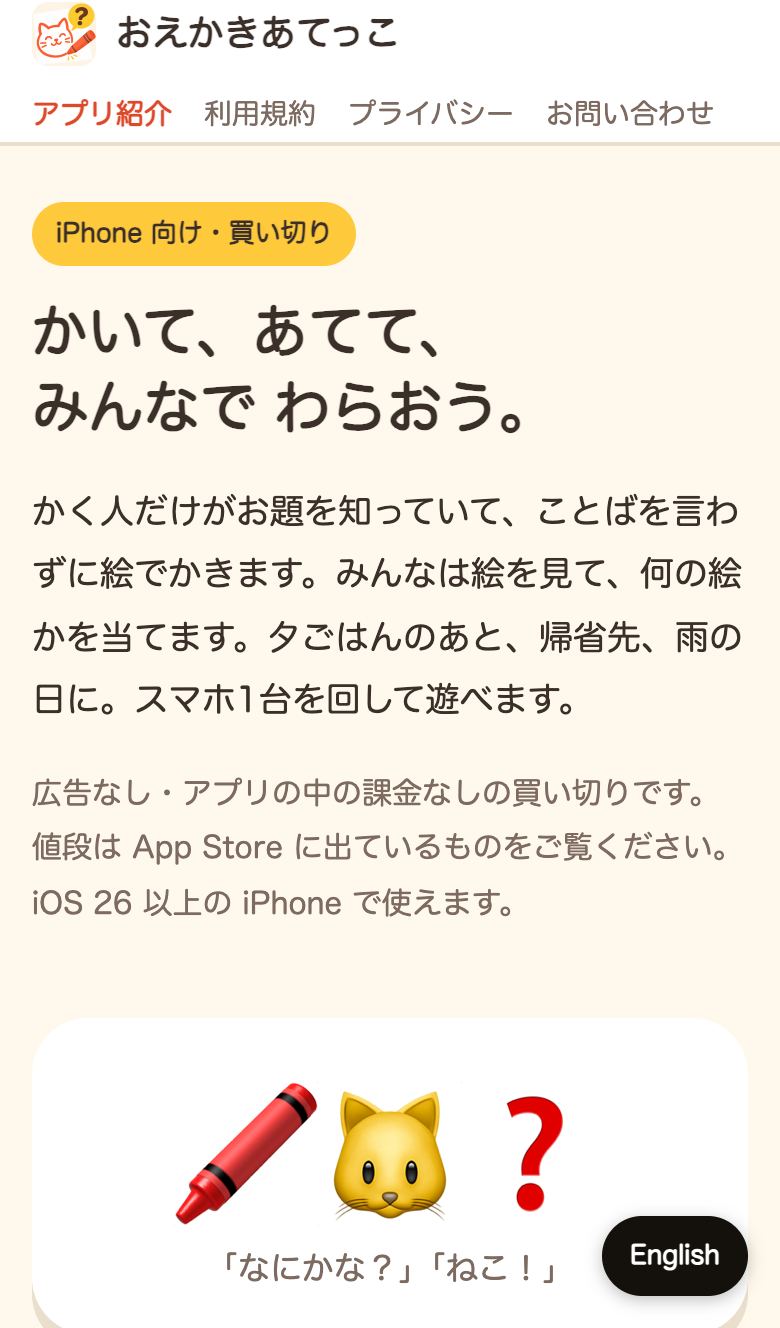 おえかきあてっこ
アプリ紹介 利用規約 プライバシー お問い合わせ
iPhone 向け・買い切り
かいて、あてて、
みんなで わらおう。
かく人だけがお題を知っていて、ことばを言わ
ずに絵でかきます。みんなは絵を見て、何の絵
かを当てます。夕ごはんのあと、帰省先、雨の
日に。スマホ1台を回して遊べます。
広告なし・アプリの中の課金なしの買い切りです。
値段は App Store に出ているものをご覧ください。
iOS 26 以上の iPhone で使えます。
「なにかな？」「ねこ！」
English